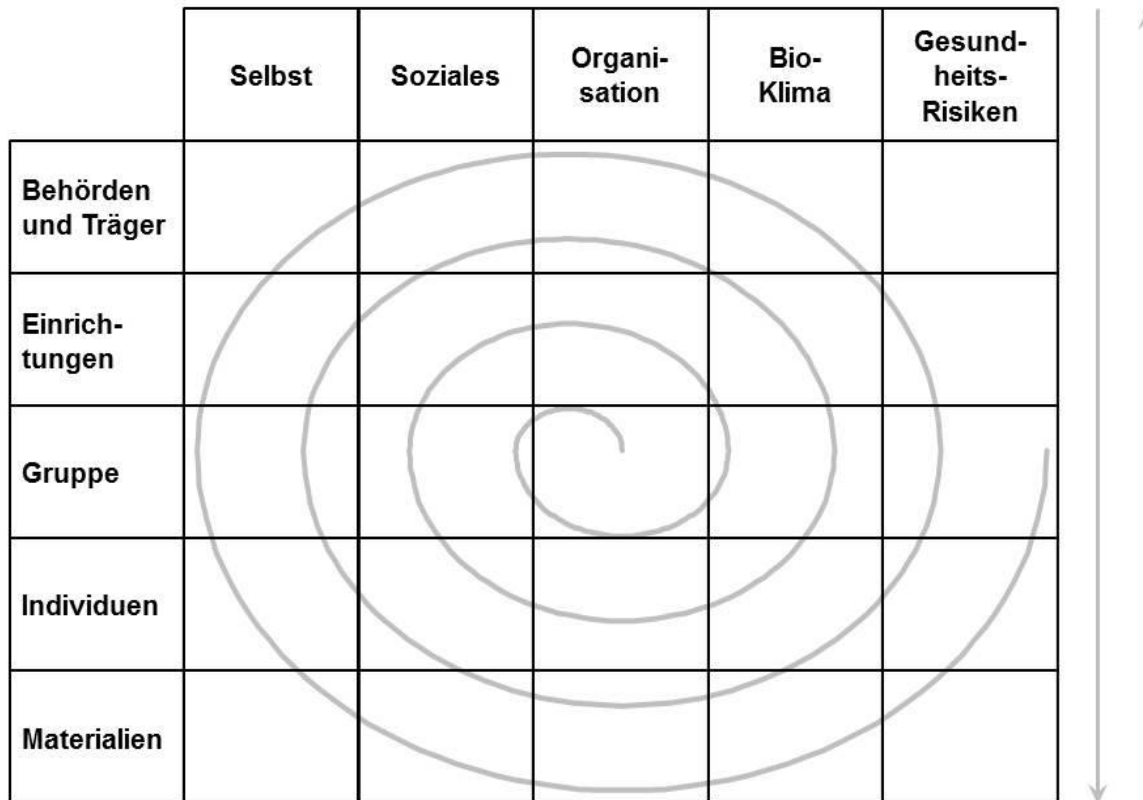 Selbst
Soziales
Organi-
sation
Bio-
Klima
Gesund-
heits-
Risiken
Behörden
und Träger
Einrich-
tungen
Gruppe
Individuen
Materialien